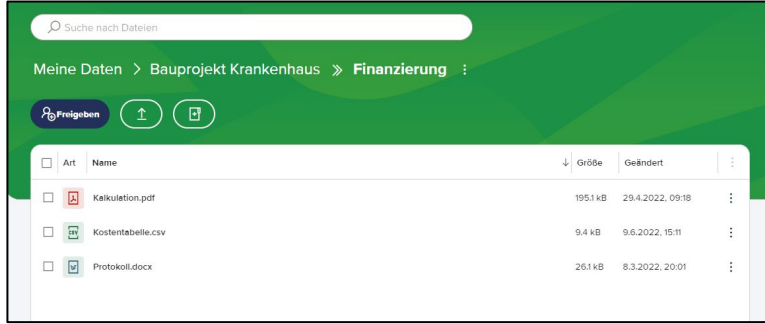 Suche nach Dateien
Meine Daten > Bauprojekt Krankenhaus >> Finanzierung
Freigeben
Art Name Größe Geändert
Kalkulation.pdf 195.1 kB 29.4.2022, 09:18
CSV Kostentabelle.csv 9.4 kB 9.6.2022, 15:11
Protokoll.docx 26.1 kB 8.3.2022, 20:01